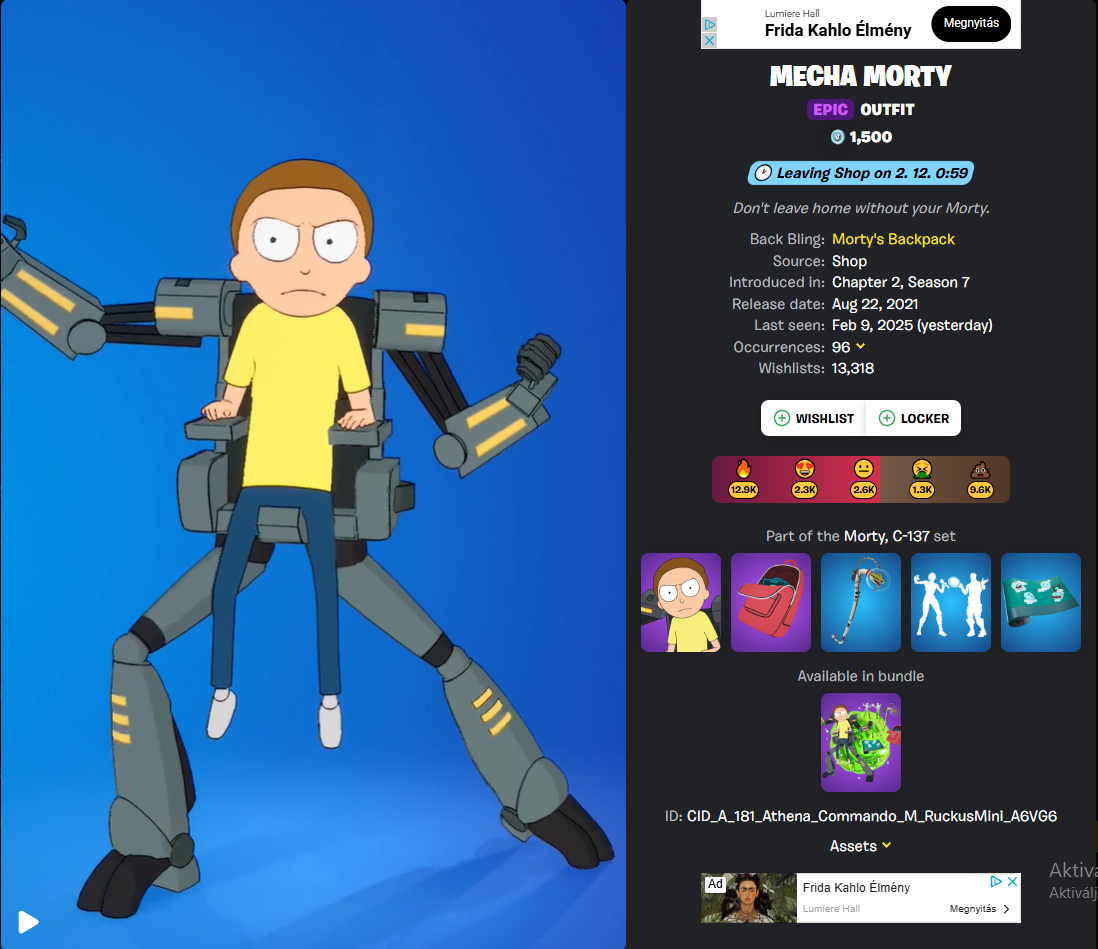 Lumiere Hall
Frida Kahlo Élmény
Megnyitás
MECHA MORTY
EPIC OUTFIT
1,500
Leaving Shop on 2. 12. 0:59
Don't leave home without your Morty.
Back Bling: Morty's Backpack
Source: Shop
Introduced in: Chapter 2, Season 7
Release date: Aug 22, 2021
Last seen: Feb 9, 2025 (yesterday)
Occurrences: 96
Wishlists: 13,318
WISHLIST LOCKER
12.9K 2.3K 2.6K 1.3K 9.6K
Part of the Morty, C-137 set
Available in bundle
ID: CID_A_181_Athena_Commando_M_RuckusMini_A6VG6
Assets
Ad
Frida Kahlo Élmény
Lumiere Hall
Megnyitás